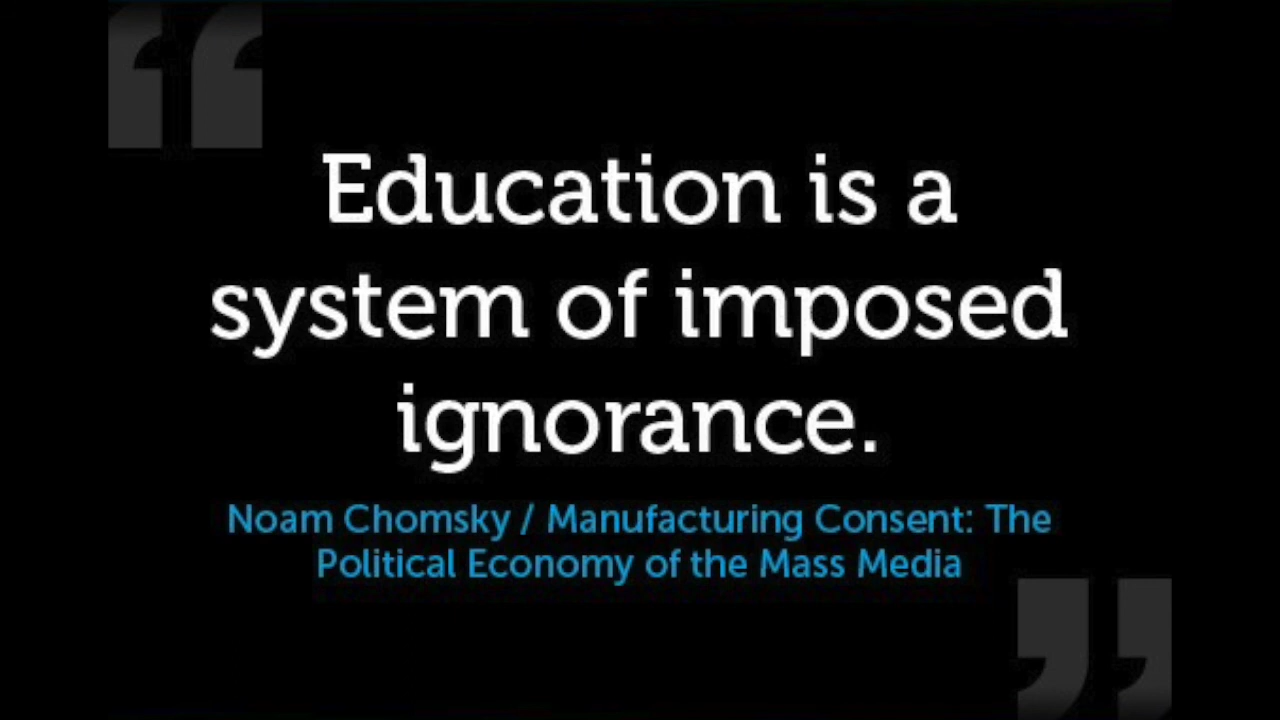 Education is a
system of imposed
ignorance.
Noam Chomsky / Manufacturing Consent: The
Political Economy of the Mass Media